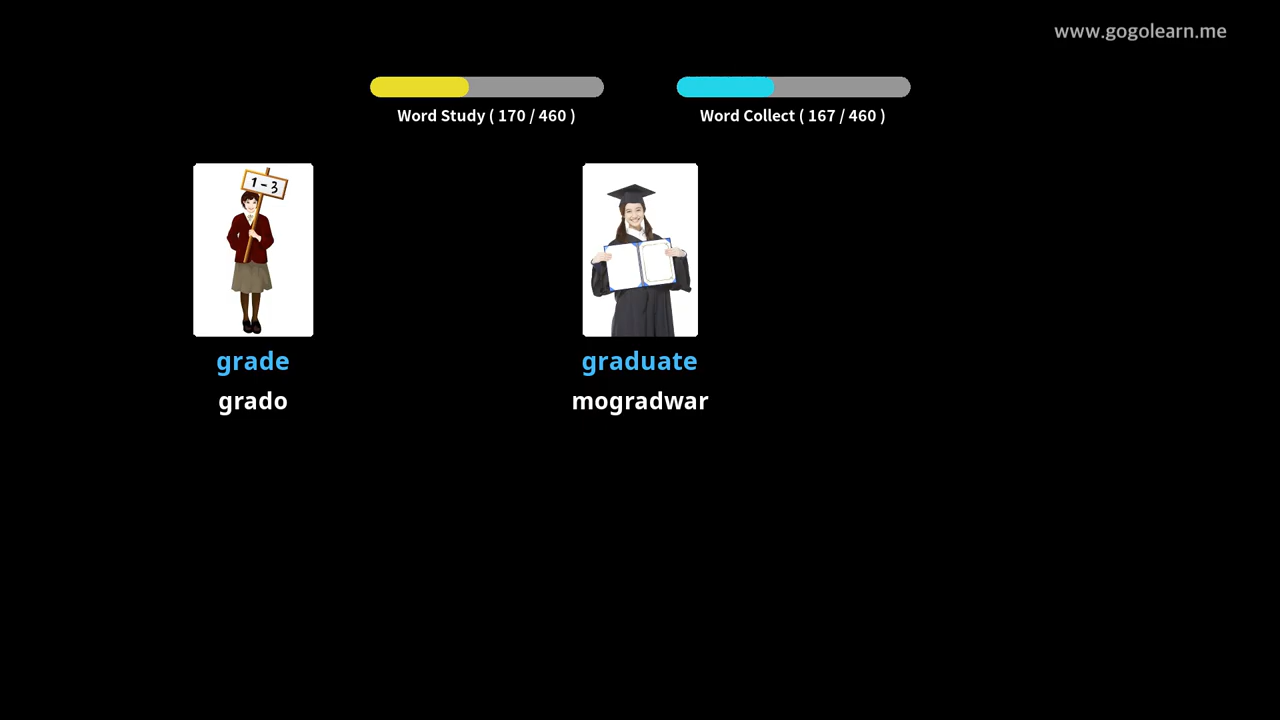 www.gogolearn.me
Word Study ( 170 / 460 )
Word Collect ( 167 / 460 )
1 - 3
grade
graduate
grado
mogradwar